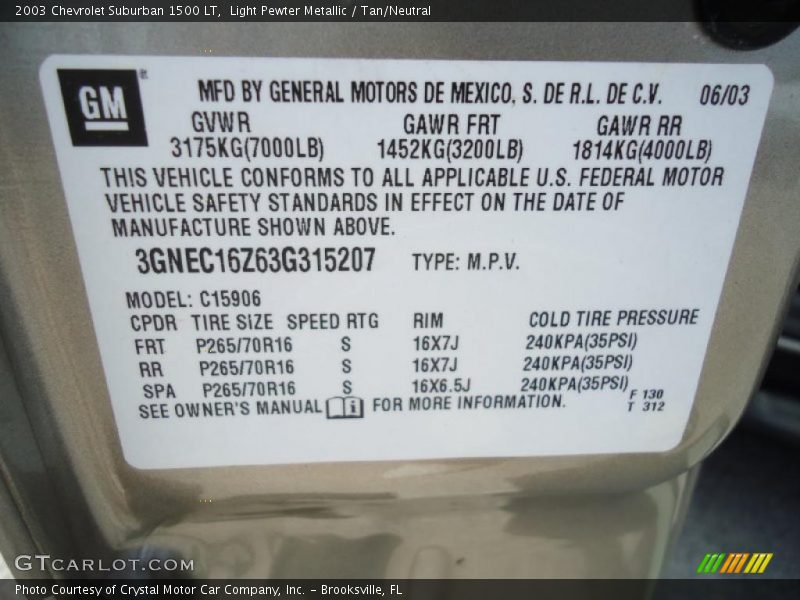 2003 Chevrolet Suburban 1500 LT, Light Pewter Metallic / Tan/Neutral
GM
MFD BY GENERAL MOTORS DE MEXICO, S. DE R.L. DE C.V. 06/03
GVWR GAWR FRT GAWR RR
3175KG(7000LB) 1452KG(3200LB) 1814KG(4000LB)
THIS VEHICLE CONFORMS TO ALL APPLICABLE U.S. FEDERAL MOTOR
VEHICLE SAFETY STANDARDS IN EFFECT ON THE DATE OF
MANUFACTURE SHOWN ABOVE.
3GNEC16Z63G315207 TYPE: M.P.V.
MODEL: C15906
CPDR TIRE SIZE SPEED RTG RIM COLD TIRE PRESSURE
FRT P265/70R16 S 16X7J 240KPA(35PSI)
RR P265/70R16 S 16X7J 240KPA(35PSI)
SPA P265/70R16 S 16X6.5J 240KPA(35PSI)
SEE OWNER'S MANUAL i FOR MORE INFORMATION.
F 130
T 312
GTCARLOT.COM
Photo Courtesy of Crystal Motor Car Company, Inc. – Brooksville, FL